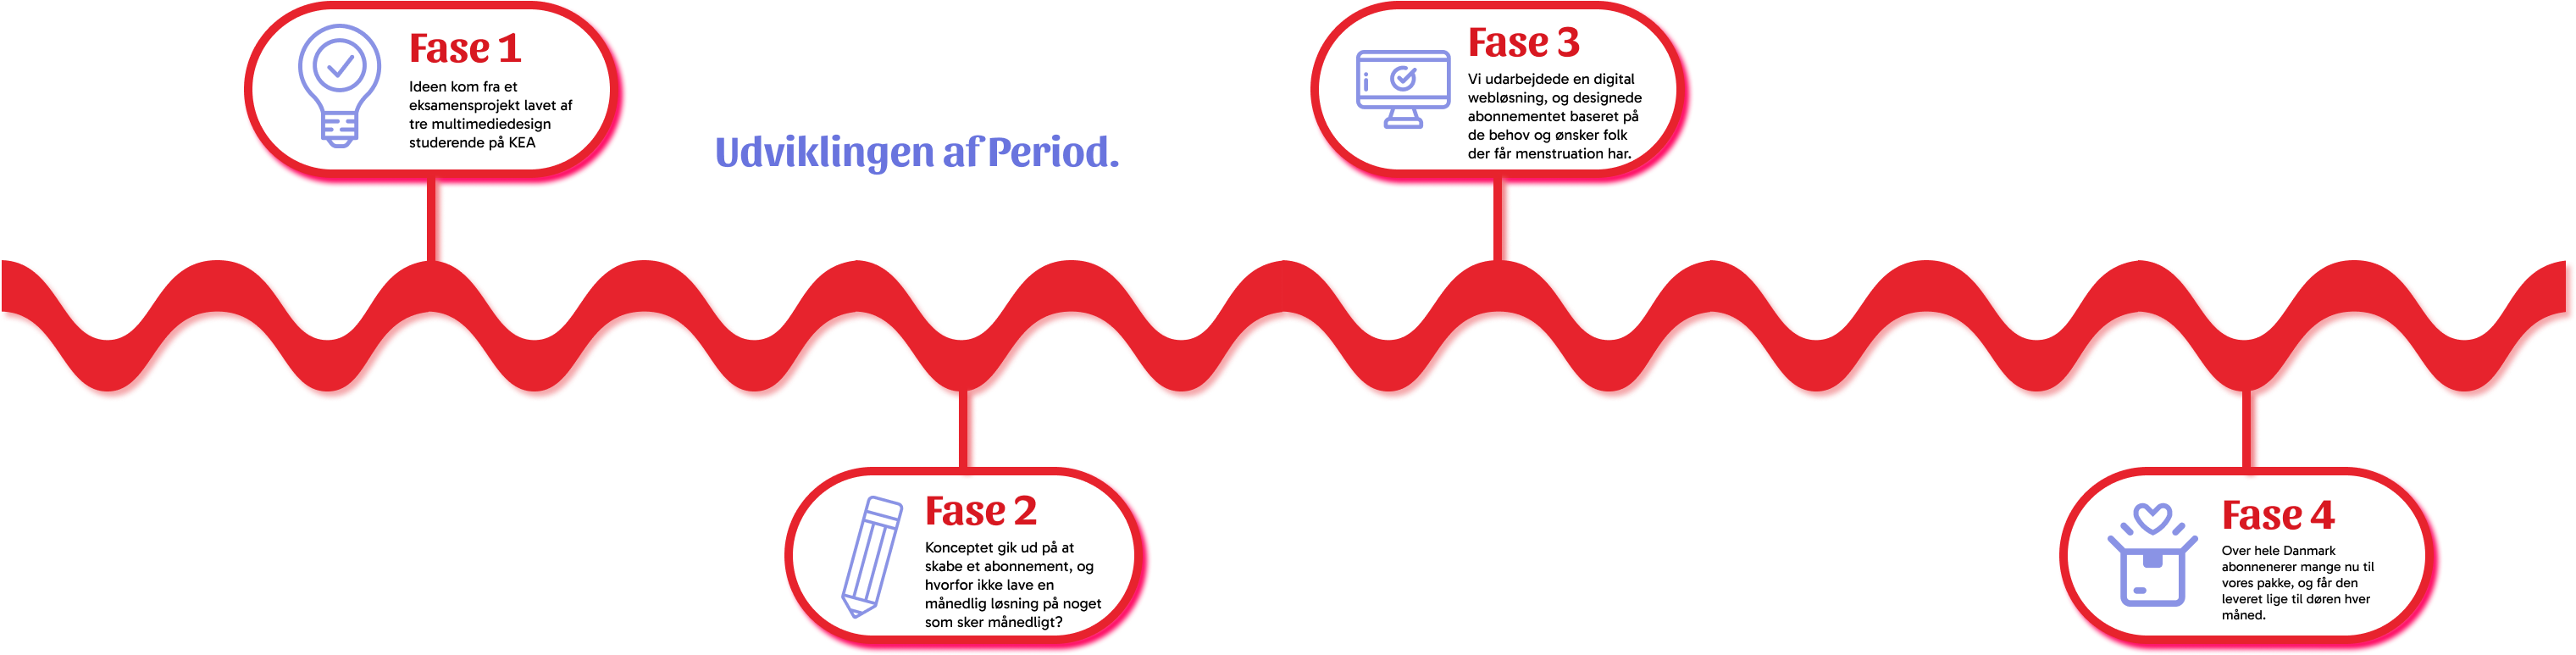 Fase 1
Ideen kom fra et
eksamensprojekt lavet af
tre multimediedesign
studerende på KEA
Udviklingen af Period.
Fase 2
Konceptet gik ud på at
skabe et abonnement, og
hvorfor ikke lave en
månedlig løsning på noget
som sker månedligt?
Fase 3
Vi udarbejdede en digital
webløsning, og designede
abonnementet baseret på
de behov og ønsker folk
der får menstruation har.
Fase 4
Over hele Danmark
abonnenerer mange nu til
vores pakke, og får den
leveret lige til døren hver
måned.